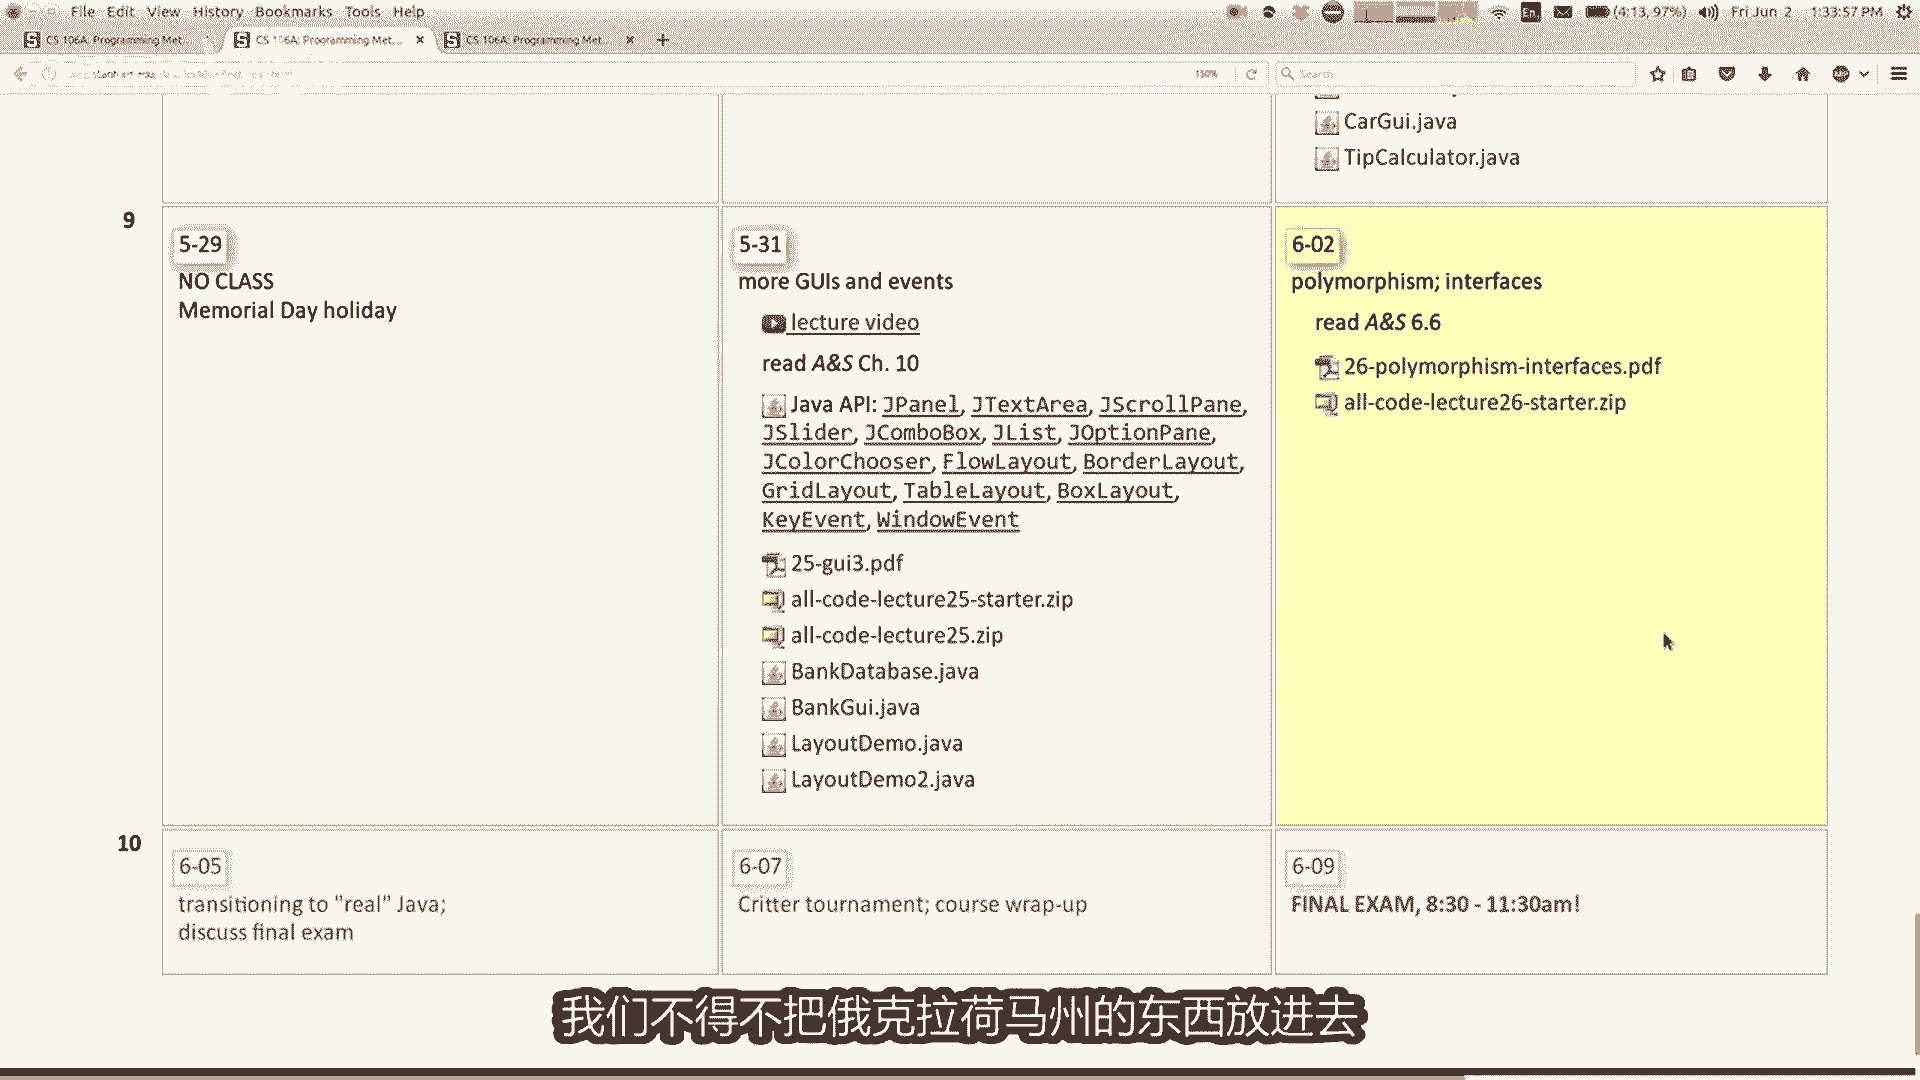 File Edit View History Bookmarks Tools Help
(4:13, 97%) Fri Jun 2 1:33:57 PM
CS 106A: Programming Met... CS 106A: Programming Met... CS 106A: Programming Met...
130% Search
CarGui.java
TipCalculator.java
9
5-29
NO CLASS
Memorial Day holiday
5-31
more GUIs and events
lecture video
read A&S Ch. 10
Java API: JPanel, JTextArea, JScrollPane,
JSlider, JComboBox, JList, JOptionPane,
JColorChooser, FlowLayout, BorderLayout,
GridLayout, TableLayout, BoxLayout,
KeyEvent, WindowEvent
25-gui3.pdf
all-code-lecture25-starter.zip
all-code-lecture25.zip
BankDatabase.java
BankGui.java
LayoutDemo.java
LayoutDemo2.java
6-02
polymorphism; interfaces
read A&S 6.6
26-polymorphism-interfaces.pdf
all-code-lecture26-starter.zip
10
6-05
transitioning to "real" Java;
discuss final exam
6-07
Critter tournament; course wrap-up
6-09
FINAL EXAM, 8:30 - 11:30am!
我们不得不把俄克拉荷马州的东西放进去